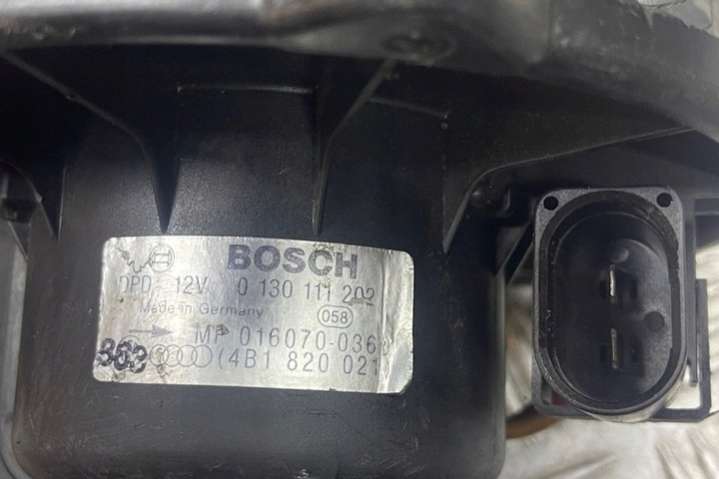 BOSCH
DPD 12V 0 130 111 202
Made in Germany 058
MP 016070-036
863 (4B1 820 021